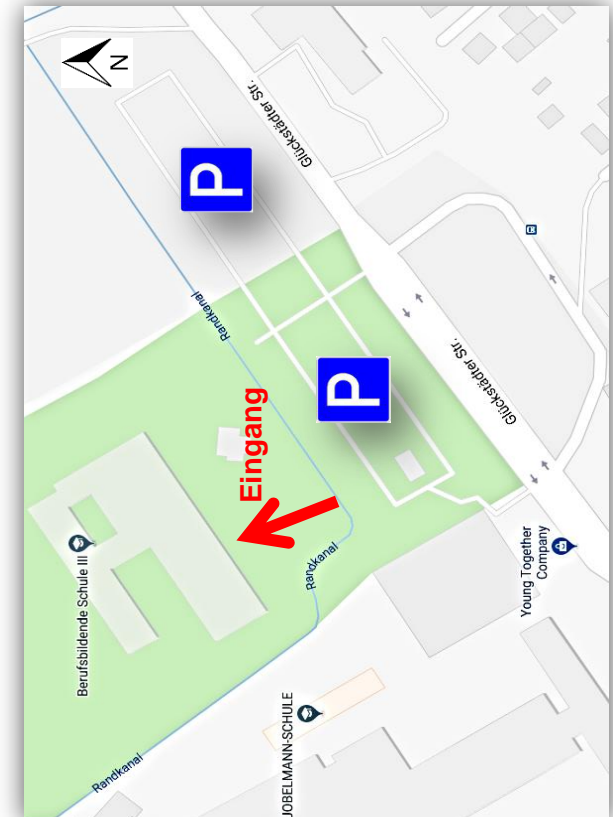 N
Glückstädter Str.
P
Randkanal
P
Glückstädter Str.
Eingang
Berufsbildende Schule III
Randkanal
Young Together
Company
JOBELMANN-SCHULE
Randkanal